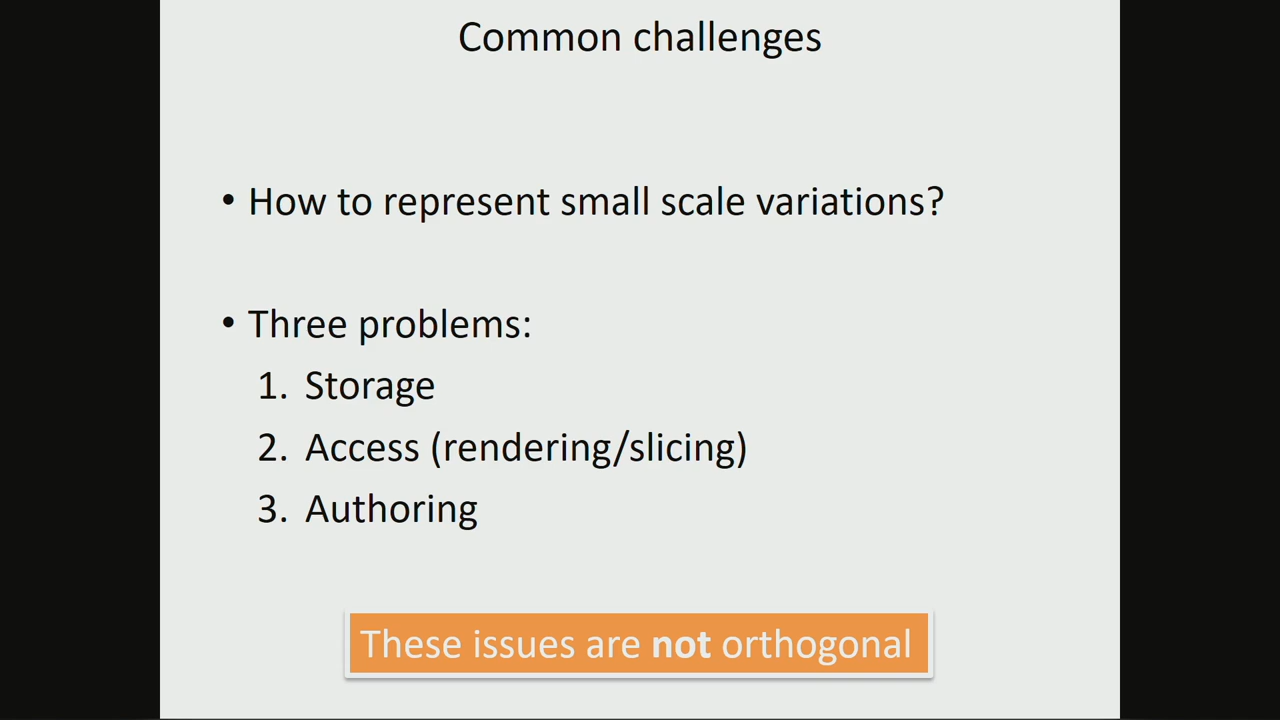 Common challenges
• How to represent small scale variations?
• Three problems:
1. Storage
2. Access (rendering/slicing)
3. Authoring
These issues are not orthogonal